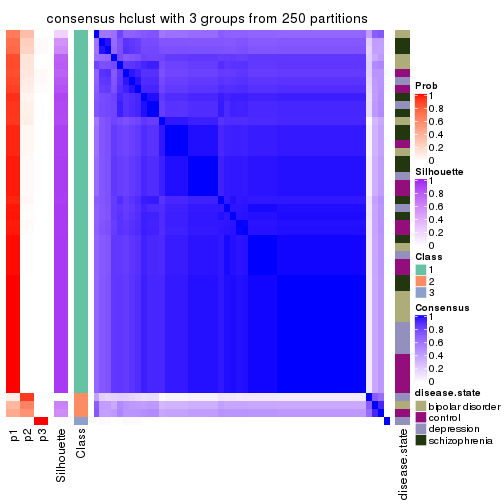 consensus hclust with 3 groups from 250 partitions
Prob
1
0.8
0.6
0.4
0.2
0
Silhouette
1
0.8
0.6
0.4
0.2
0
Class
1
2
3
Consensus
1
0.8
0.6
0.4
0.2
0
disease.state
bipolar disorder
control
depression
schizophrenia
p1
p2
p3
Silhouette
Class
disease.state